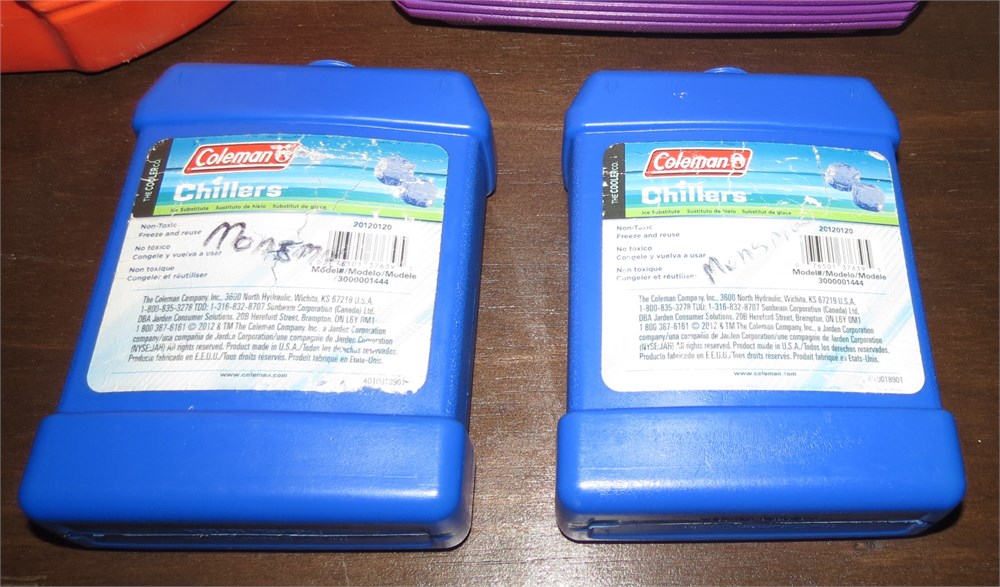 THE COOLER CO.
Coleman
Chillers
Ice Substitute Sustituto de hielo Substitut de glace
Non-Toxic
Freeze and reuse
No tóxico
Congele y vuelva a usar
Non toxique
Congeler et réutiliser
20120120
Model#/Modelo/Modele
3000001444
The Coleman Company, Inc., 3600 North Hydraulic, Wichita, KS 67219 U.S.A.
1-800-835-3278 TDD: 1-316-832-8707 Sunbeam Corporation (Canada) Ltd.
DBA Jarden Consumer Solutions, 20B Hereford Street, Brampton, ON L6Y 0M1
1 800 387-6161 © 2012 & TM The Coleman Company, Inc., a Jarden Corporation
company/una compañía de Jarden Corporation/une compagnie de Jarden Corporation
(NYSE:JAH) All rights reserved. Product made in U.S.A./Todos los derechos reservados.
Producto fabricado en E.E.U.U./Tous droits réservés. Produit fabriqué en États-Unis.
www.coleman.com
4010018901
THE COOLER CO.
Coleman
Chillers
Ice Substitute Sustituto de hielo Substitut de glace
Non-Toxic
Freeze and reuse
No tóxico
Congele y vuelva a usar
Non toxique
Congeler et réutiliser
20120120
Model#/Modelo/Modele
3000001444
The Coleman Company, Inc., 3600 North Hydraulic, Wichita, KS 67219 U.S.A.
1-800-835-3278 TDD: 1-316-832-8707 Sunbeam Corporation (Canada) Ltd.
DBA Jarden Consumer Solutions, 20B Hereford Street, Brampton, ON L6Y 0M1
1 800 387-6161 © 2012 & TM The Coleman Company, Inc., a Jarden Corporation
company/una compañía de Jarden Corporation/une compagnie de Jarden Corporation
(NYSE:JAH) All rights reserved. Product made in U.S.A./Todos los derechos reservados.
Producto fabricado en E.E.U.U./Tous droits réservés. Produit fabriqué en États-Unis.
www.coleman.com